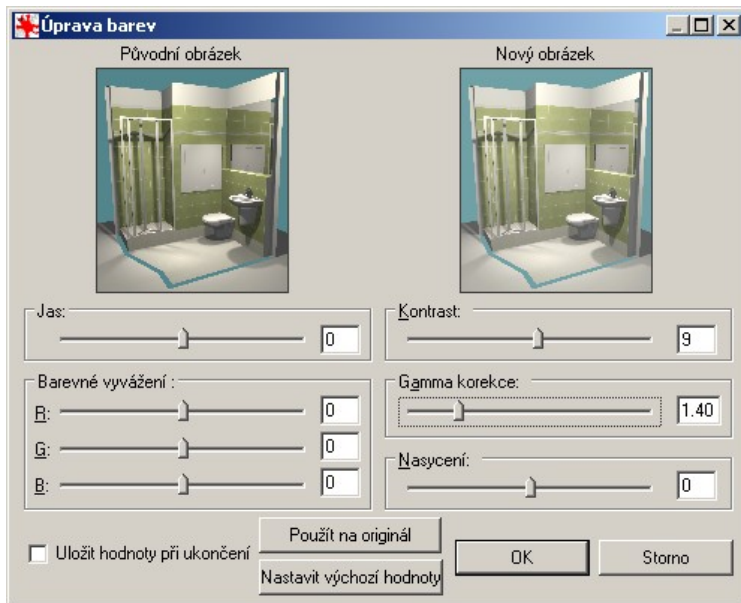 Úprava barev
Původní obrázek
Nový obrázek
Jas:
0
Kontrast:
9
Barevné vyvážení :
R:
0
G:
0
B:
0
Gamma korekce:
1.40
Nasycení:
0
Uložit hodnoty při ukončení
Použít na originál
Nastavit výchozí hodnoty
OK
Storno